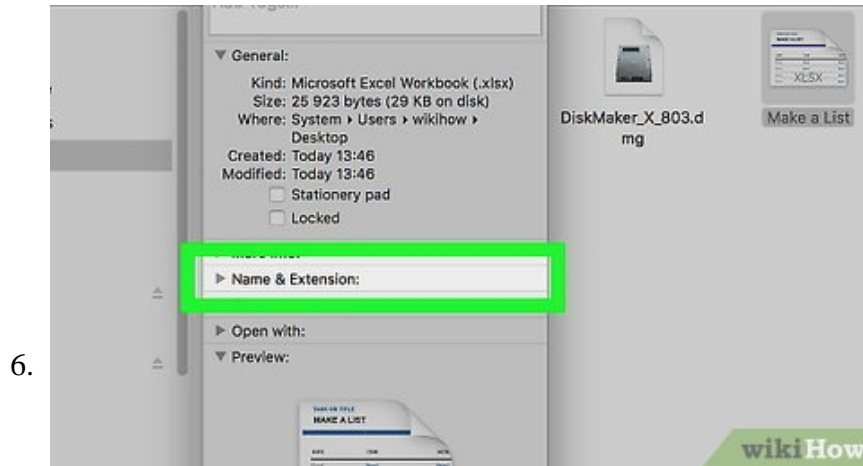 General:
Kind: Microsoft Excel Workbook (.xlsx)
Size: 25 923 bytes (29 KB on disk)
Where: System ▸ Users ▸ wikihow ▸
Desktop
Created: Today 13:46
Modified: Today 13:46
Stationery pad
Locked
Name & Extension:
Open with:
Preview:
MAKE A LIST
DiskMaker_X_803.d
mg
XLSX
Make a List
6.
wikiHow